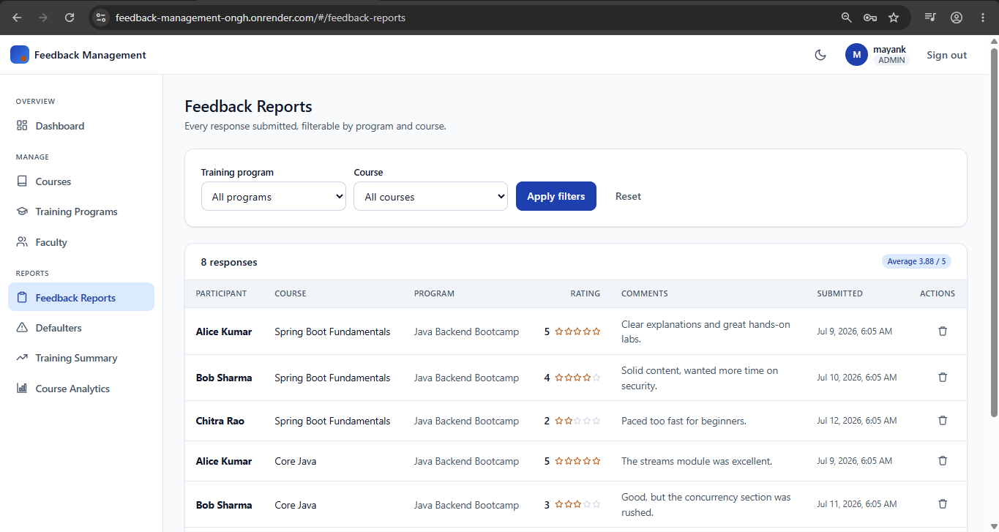 feedback-management-ongh.onrender.com/#/feedback-reports
Feedback Management
M
mayank
ADMIN
Sign out
OVERVIEW
Dashboard
MANAGE
Courses
Training Programs
Faculty
REPORTS
Feedback Reports
Defaulters
Training Summary
Course Analytics
Feedback Reports
Every response submitted, filterable by program and course.
Training program
Course
All programs
All courses
Apply filters
Reset
8 responses
Average 3.88 / 5
PARTICIPANT COURSE PROGRAM RATING COMMENTS SUBMITTED ACTIONS
Alice Kumar Spring Boot Fundamentals Java Backend Bootcamp 5 Clear explanations and great hands-on
labs. Jul 9, 2026, 6:05 AM
Bob Sharma Spring Boot Fundamentals Java Backend Bootcamp 4 Solid content, wanted more time on
security. Jul 10, 2026, 6:05 AM
Chitra Rao Spring Boot Fundamentals Java Backend Bootcamp 2 Paced too fast for beginners. Jul 12, 2026, 6:05 AM
Alice Kumar Core Java Java Backend Bootcamp 5 The streams module was excellent. Jul 9, 2026, 6:05 AM
Bob Sharma Core Java Java Backend Bootcamp 3 Good, but the concurrency section was
rushed. Jul 11, 2026, 6:05 AM